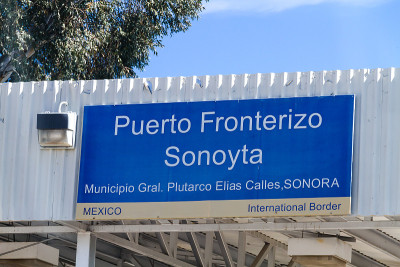 Puerto Fronterizo
Sonoyta
Municipio Gral. Plutarco Elías Calles,SONORA
MEXICO International Border